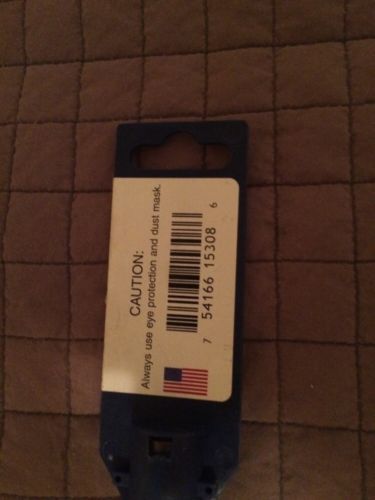 CAUTION:
Always use eye protection and dust mask.
7 54166 15308 6